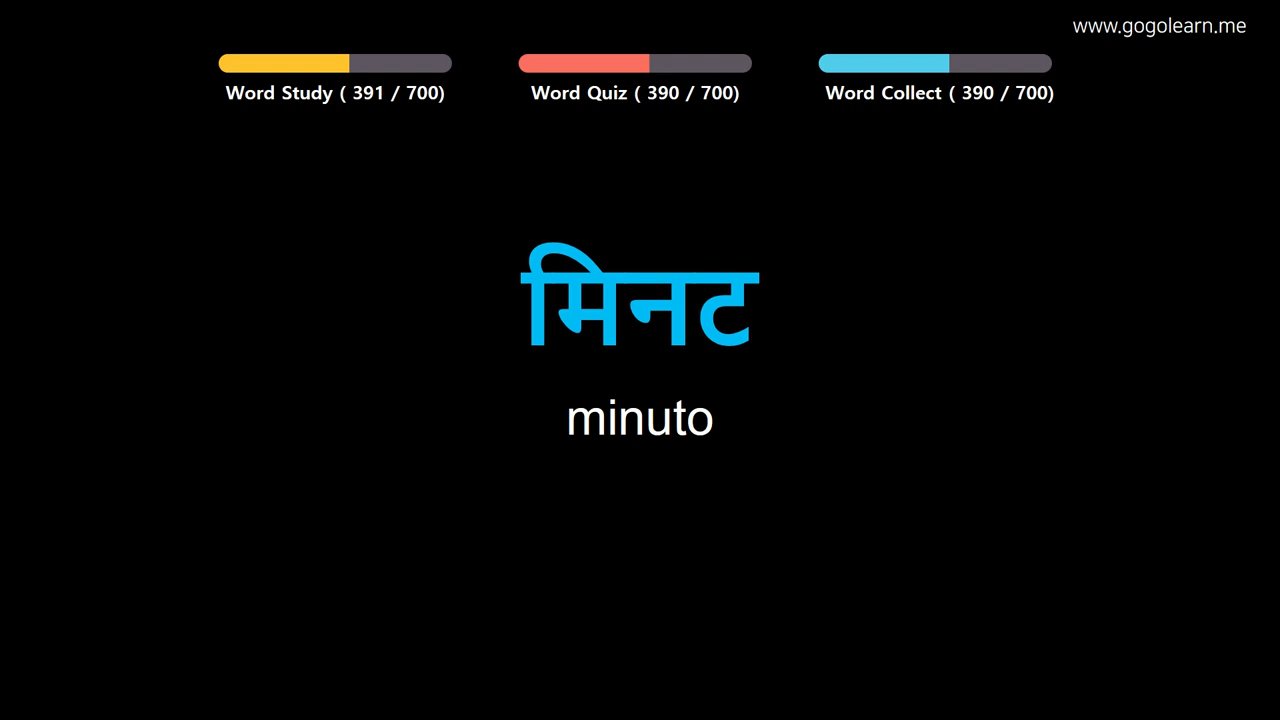 www.gogolearn.me
Word Study ( 391 / 700)
Word Quiz ( 390 / 700)
Word Collect ( 390 / 700)
मिनट
minuto